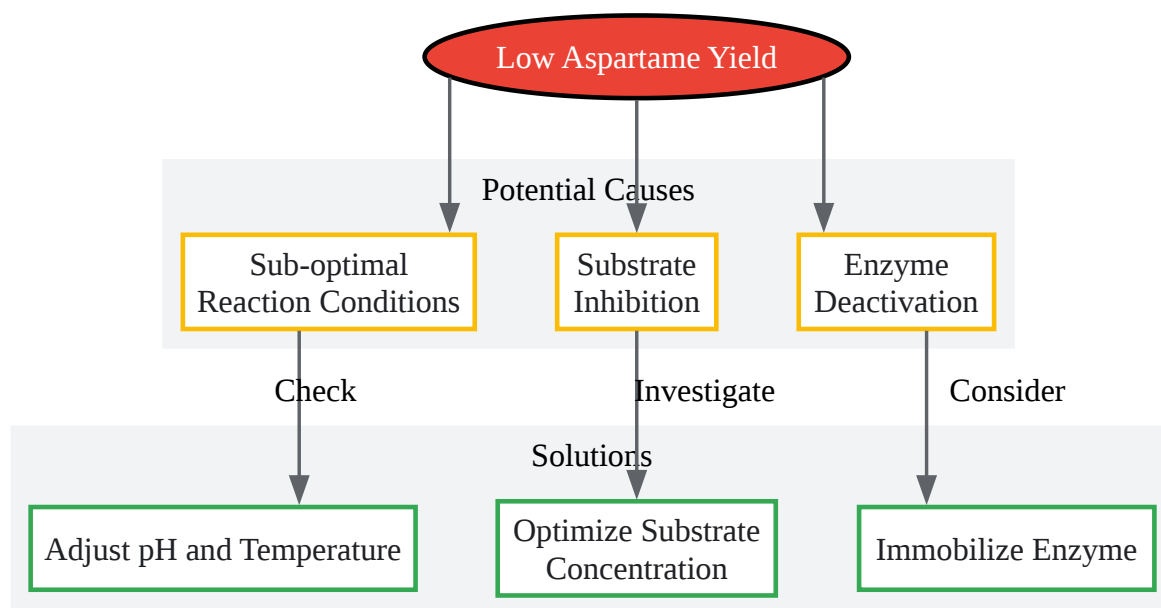 Low Aspartame Yield
Potential Causes
Sub-optimal
Reaction Conditions
Substrate
Inhibition
Enzyme
Deactivation
Check
Investigate
Consider
Solutions
Adjust pH and Temperature
Optimize Substrate
Concentration
Immobilize Enzyme